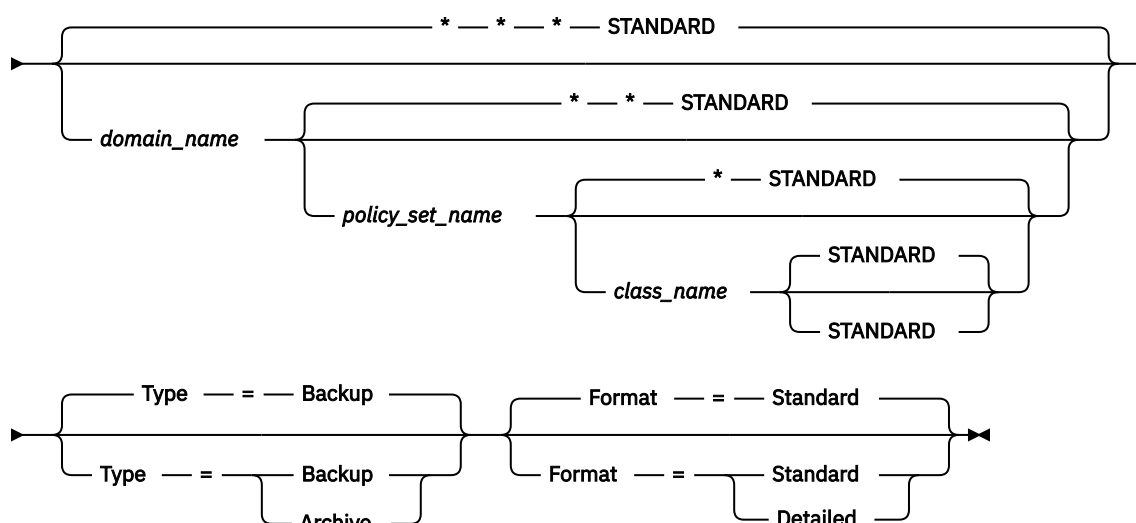 * * * STANDARD
* * STANDARD
domain_name
* STANDARD
policy_set_name
STANDARD
class_name
STANDARD
Type = Backup Format = Standard
Type = Backup Format = Standard
Archive Detailed